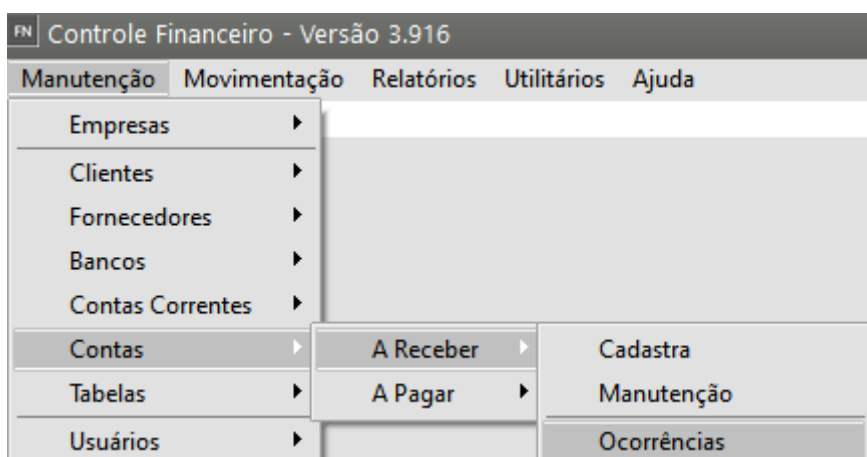 FN Controle Financeiro - Versão 3.916
Manutenção Movimentação Relatórios Utilitários Ajuda
Empresas
Clientes
Fornecedores
Bancos
Contas Correntes
Contas A Receber Cadastra
Tabelas A Pagar Manutenção
Usuários Ocorrências